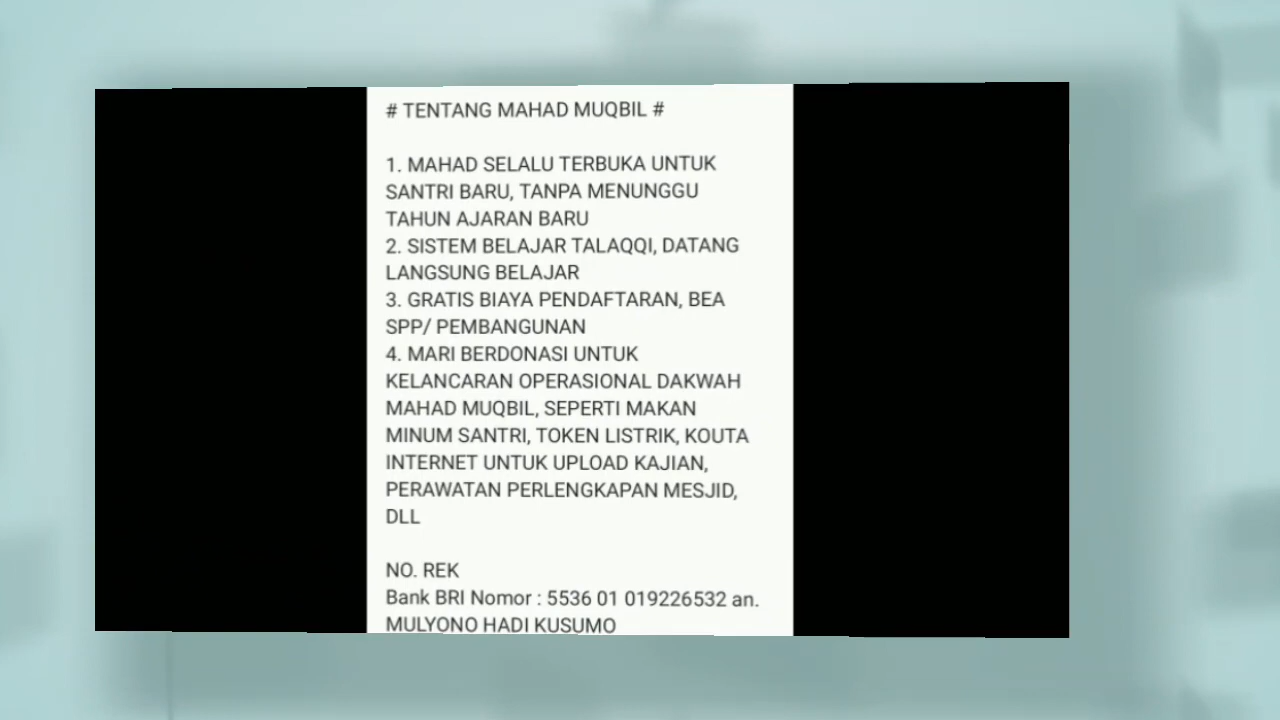 # TENTANG MAHAD MUQBIL #
1. MAHAD SELALU TERBUKA UNTUK
SANTRI BARU, TANPA MENUNGGU
TAHUN AJARAN BARU
2. SISTEM BELAJAR TALAQQI, DATANG
LANGSUNG BELAJAR
3. GRATIS BIAYA PENDAFTARAN, BEA
SPP/ PEMBANGUNAN
4. MARI BERDONASI UNTUK
KELANCARAN OPERASIONAL DAKWAH
MAHAD MUQBIL, SEPERTI MAKAN
MINUM SANTRI, TOKEN LISTRIK, KOUTA
INTERNET UNTUK UPLOAD KAJIAN,
PERAWATAN PERLENGKAPAN MESJID,
DLL
NO. REK
Bank BRI Nomor : 5536 01 019226532 an.
MULYONO HADI KUSUMO